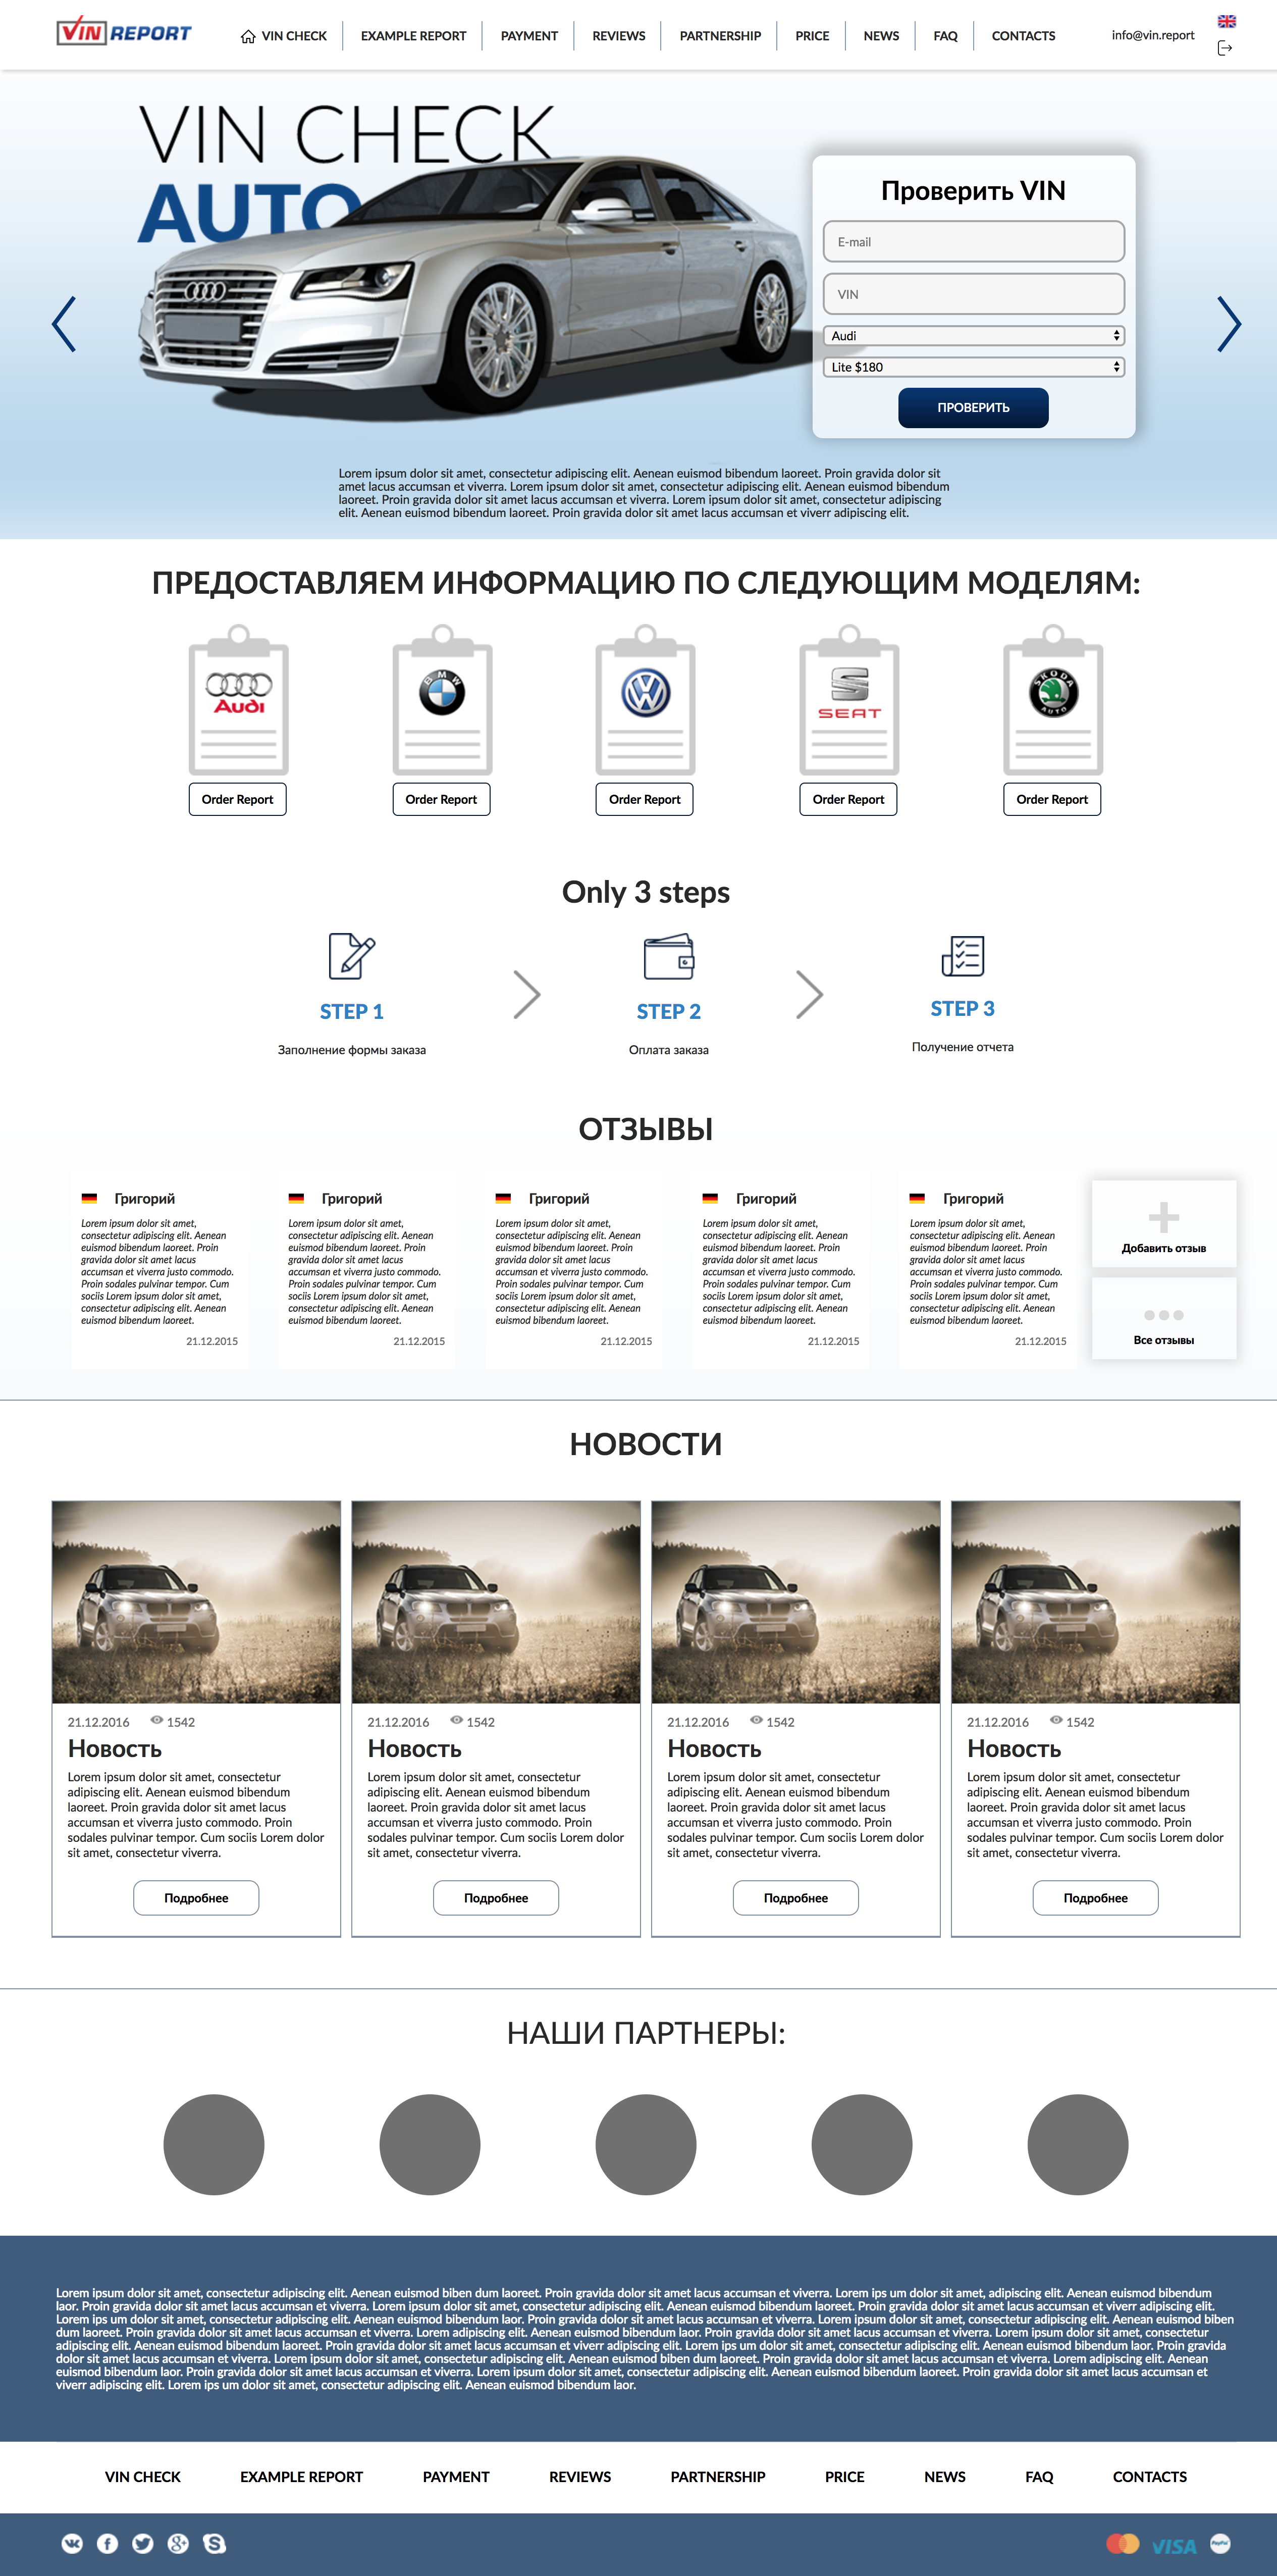 VIN REPORT
VIN CHECK EXAMPLE REPORT PAYMENT REVIEWS PARTNERSHIP PRICE NEWS FAQ CONTACTS
info@vin.report
VIN CHECK
AUTO
Проверить VIN
E-mail
VIN
Audi
Lite $180
ПРОВЕРИТЬ
Lorem ipsum dolor sit amet, consectetur adipiscing elit. Aenean euismod bibendum laoreet. Proin gravida dolor sit
amet lacus accumsan et viverra. Lorem ipsum dolor sit amet, consectetur adipiscing elit. Aenean euismod bibendum
laoreet. Proin gravida dolor sit amet lacus accumsan et viverra. Lorem ipsum dolor sit amet, consectetur adipiscing
elit. Aenean euismod bibendum laoreet. Proin gravida dolor sit amet lacus accumsan et viverr adipiscing elit.
ПРЕДОСТАВЛЯЕМ ИНФОРМАЦИЮ ПО СЛЕДУЮЩИМ МОДЕЛЯМ:
Audi
BMW
VW
SEAT
SKODA
AUTO
Order Report Order Report Order Report Order Report Order Report
Only 3 steps
STEP 1
Заполнение формы заказа
STEP 2
Оплата заказа
STEP 3
Получение отчета
ОТЗЫВЫ
Григорий
Lorem ipsum dolor sit amet,
consectetur adipiscing elit. Aenean
euismod bibendum laoreet. Proin
gravida dolor sit amet lacus
accumsan et viverra justo commodo.
Proin sodales pulvinar tempor. Cum
sociis Lorem ipsum dolor sit amet,
consectetur adipiscing elit. Aenean
euismod bibendum laoreet.
21.12.2015
Григорий
Lorem ipsum dolor sit amet,
consectetur adipiscing elit. Aenean
euismod bibendum laoreet. Proin
gravida dolor sit amet lacus
accumsan et viverra justo commodo.
Proin sodales pulvinar tempor. Cum
sociis Lorem ipsum dolor sit amet,
consectetur adipiscing elit. Aenean
euismod bibendum laoreet.
21.12.2015
Григорий
Lorem ipsum dolor sit amet,
consectetur adipiscing elit. Aenean
euismod bibendum laoreet. Proin
gravida dolor sit amet lacus
accumsan et viverra justo commodo.
Proin sodales pulvinar tempor. Cum
sociis Lorem ipsum dolor sit amet,
consectetur adipiscing elit. Aenean
euismod bibendum laoreet.
21.12.2015
Григорий
Lorem ipsum dolor sit amet,
consectetur adipiscing elit. Aenean
euismod bibendum laoreet. Proin
gravida dolor sit amet lacus
accumsan et viverra justo commodo.
Proin sodales pulvinar tempor. Cum
sociis Lorem ipsum dolor sit amet,
consectetur adipiscing elit. Aenean
euismod bibendum laoreet.
21.12.2015
Григорий
Lorem ipsum dolor sit amet,
consectetur adipiscing elit. Aenean
euismod bibendum laoreet. Proin
gravida dolor sit amet lacus
accumsan et viverra justo commodo.
Proin sodales pulvinar tempor. Cum
sociis Lorem ipsum dolor sit amet,
consectetur adipiscing elit. Aenean
euismod bibendum laoreet.
21.12.2015
Добавить отзыв
Все отзывы
НОВОСТИ
21.12.2016 1542
Новость
Lorem ipsum dolor sit amet, consectetur
adipiscing elit. Aenean euismod bibendum
laoreet. Proin gravida dolor sit amet lacus
accumsan et viverra justo commodo. Proin
sodales pulvinar tempor. Cum sociis Lorem dolor
sit amet, consectetur viverra.
Подробнее
21.12.2016 1542
Новость
Lorem ipsum dolor sit amet, consectetur
adipiscing elit. Aenean euismod bibendum
laoreet. Proin gravida dolor sit amet lacus
accumsan et viverra justo commodo. Proin
sodales pulvinar tempor. Cum sociis Lorem dolor
sit amet, consectetur viverra.
Подробнее
21.12.2016 1542
Новость
Lorem ipsum dolor sit amet, consectetur
adipiscing elit. Aenean euismod bibendum
laoreet. Proin gravida dolor sit amet lacus
accumsan et viverra justo commodo. Proin
sodales pulvinar tempor. Cum sociis Lorem dolor
sit amet, consectetur viverra.
Подробнее
21.12.2016 1542
Новость
Lorem ipsum dolor sit amet, consectetur
adipiscing elit. Aenean euismod bibendum
laoreet. Proin gravida dolor sit amet lacus
accumsan et viverra justo commodo. Proin
sodales pulvinar tempor. Cum sociis Lorem dolor
sit amet, consectetur viverra.
Подробнее
НАШИ ПАРТНЕРЫ:
Lorem ipsum dolor sit amet, consectetur adipiscing elit. Aenean euismod biben dum laoreet. Proin gravida dolor sit amet lacus accumsan et viverra. Lorem ips um dolor sit amet, adipiscing elit. Aenean euismod bibendum
laor. Proin gravida dolor sit amet lacus accumsan et viverra. Lorem ipsum dolor sit amet, consectetur adipiscing elit. Aenean euismod bibendum laoreet. Proin gravida dolor sit amet lacus accumsan et viverr adipiscing elit.
Lorem ips um dolor sit amet, consectetur adipiscing elit. Aenean euismod bibendum laor. Proin gravida dolor sit amet lacus accumsan et viverra. Lorem ipsum dolor sit amet, consectetur adipiscing elit. Aenean euismod biben
dum laoreet. Proin gravida dolor sit amet lacus accumsan et viverra. Lorem adipiscing elit. Aenean euismod bibendum laor. Proin gravida dolor sit amet lacus accumsan et viverra. Lorem ipsum dolor sit amet, consectetur
adipiscing elit. Aenean euismod bibendum laoreet. Proin gravida dolor sit amet lacus accumsan et viverr adipiscing elit. Lorem ips um dolor sit amet, consectetur adipiscing elit. Aenean euismod bibendum laor. Proin gravida
dolor sit amet lacus accumsan et viverra. Lorem ipsum dolor sit amet, consectetur adipiscing elit. Aenean euismod biben dum laoreet. Proin gravida dolor sit amet lacus accumsan et viverra. Lorem adipiscing elit. Aenean
euismod bibendum laor. Proin gravida dolor sit amet lacus accumsan et viverra. Lorem ipsum dolor sit amet, consectetur adipiscing elit. Aenean euismod bibendum laoreet. Proin gravida dolor sit amet lacus accumsan et
viverr adipiscing elit. Lorem ips um dolor sit amet, consectetur adipiscing elit. Aenean euismod bibendum laor.
VIN CHECK EXAMPLE REPORT PAYMENT REVIEWS PARTNERSHIP PRICE NEWS FAQ CONTACTS
VISA PayPal